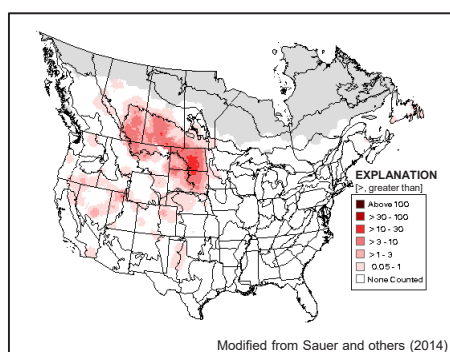 EXPLANATION
[>, greater than]
Above 100
>30 - 100
>10 - 30
>3 - 10
>1 - 3
0.05 - 1
None Counted
Modified from Sauer and others (2014)